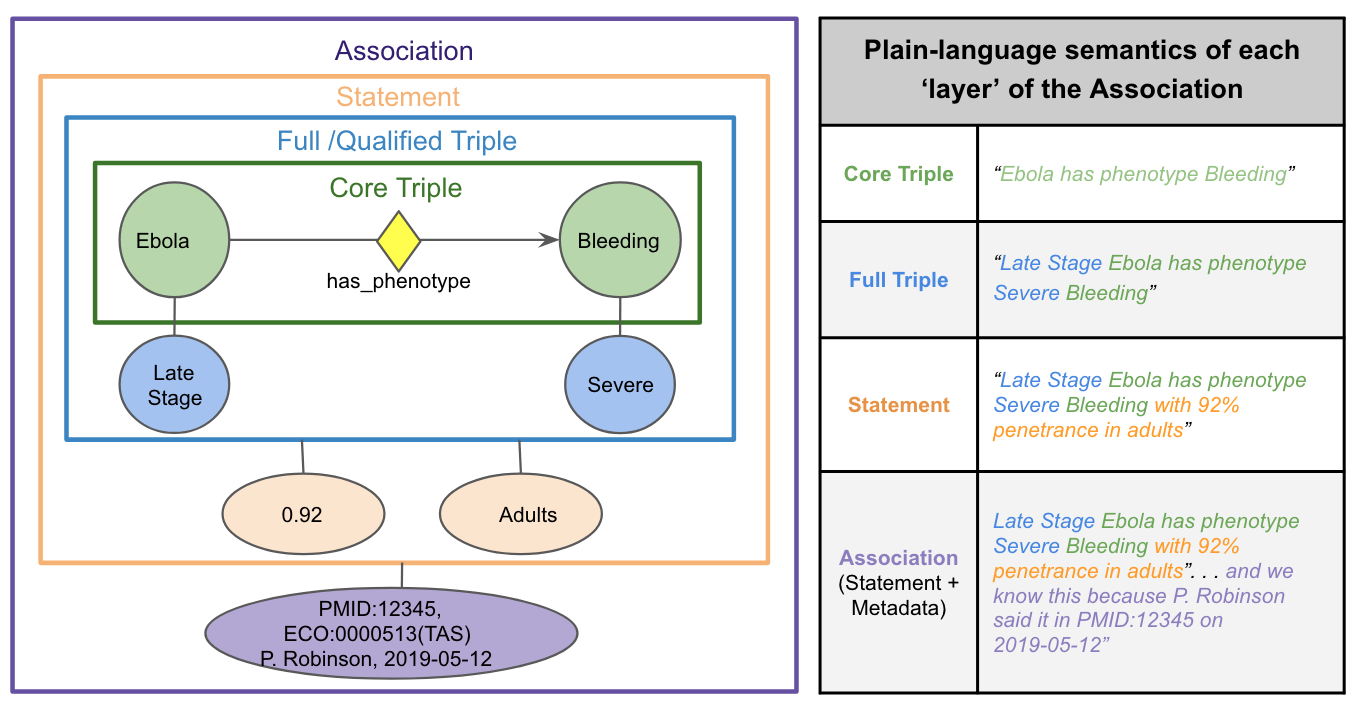 Association
Statement
Full /Qualified Triple
Core Triple
Ebola
Bleeding
has_phenotype
Late
Stage
Severe
0.92
Adults
PMID:12345,
ECO:0000513(TAS)
P. Robinson, 2019-05-12
Plain-language semantics of each
‘layer’ of the Association
Core Triple
“Ebola has phenotype Bleeding”
Full Triple
“Late Stage Ebola has phenotype
Severe Bleeding”
Statement
“Late Stage Ebola has phenotype
Severe Bleeding with 92%
penetrance in adults”
Association
(Statement +
Metadata)
Late Stage Ebola has phenotype
Severe Bleeding with 92%
penetrance in adults”. . . and we
know this because P. Robinson
said it in PMID:12345 on
2019-05-12”